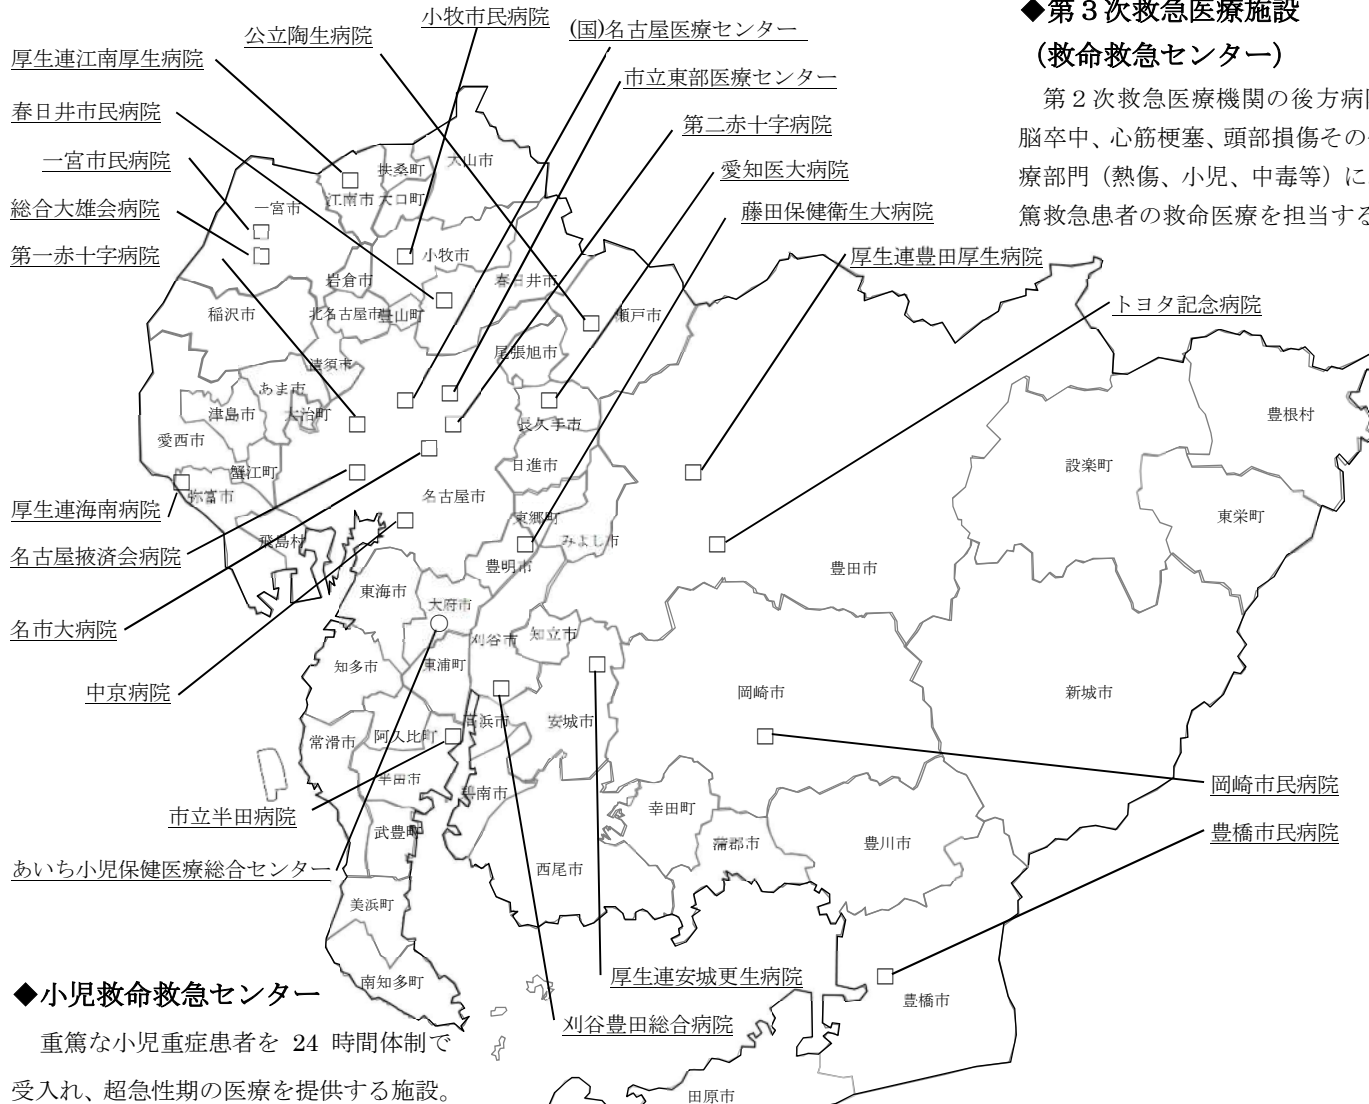 小牧市民病院
(国)名古屋医療センター
公立陶生病院
厚生連江南厚生病院
市立東部医療センター
春日井市民病院
第二赤十字病院
一宮市民病院
愛知医大病院
総合大雄会病院
藤田保健衛生大病院
第一赤十字病院
厚生連豊田厚生病院
トヨタ記念病院
◆第3次救急医療施設
（救命救急センター）
第2次救急医療機関の後方病
脳卒中、心筋梗塞、頭部損傷その
療部門（熱傷、小児、中毒等）に
篤救急患者の救命医療を担当する
扶桑町
犬山市
江南市
大口町
一宮市
小牧市
岩倉市
春日井市
稲沢市
北名古屋市
豊山町
瀬戸市
尾張旭市
清須市
あま市
津島市
大治町
長久手市
愛西市
豊根村
日進市
設楽町
蟹江町
弥富市
名古屋市
東郷町
東栄町
飛島村
みよし市
豊明市
豊田市
東海市
大府市
刈谷市
知立市
知多市
東浦町
岡崎市
新城市
高浜市
安城市
常滑市
阿久比町
半田市
碧南市
幸田町
武豊町
蒲郡市
豊川市
西尾市
美浜町
南知多町
豊橋市
田原市
厚生連海南病院
名古屋掖済会病院
名市大病院
中京病院
市立半田病院
あいち小児保健医療総合センター
岡崎市民病院
豊橋市民病院
厚生連安城更生病院
刈谷豊田総合病院
◆小児救命救急センター
重篤な小児重症患者を 24 時間体制で
受入れ、超急性期の医療を提供する施設。